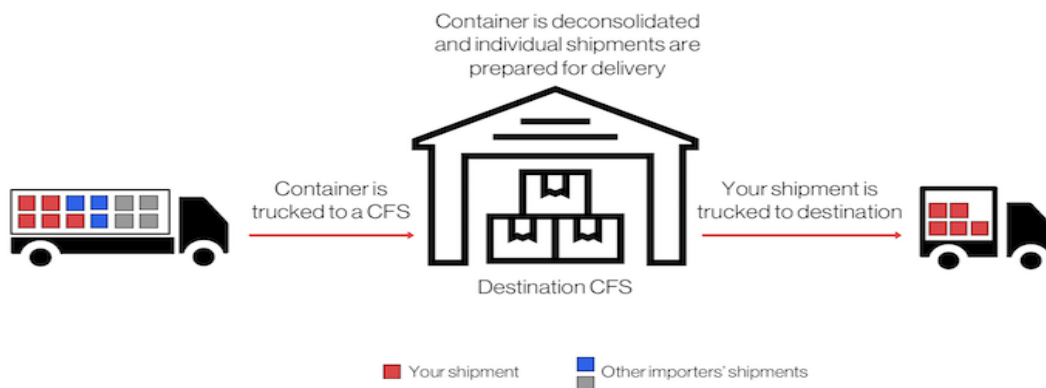 Container is deconsolidated
and individual shipments are
prepared for delivery
Container is
trucked to a CFS
Your shipment is
trucked to destination
Destination CFS
Your shipment
Other importers' shipments